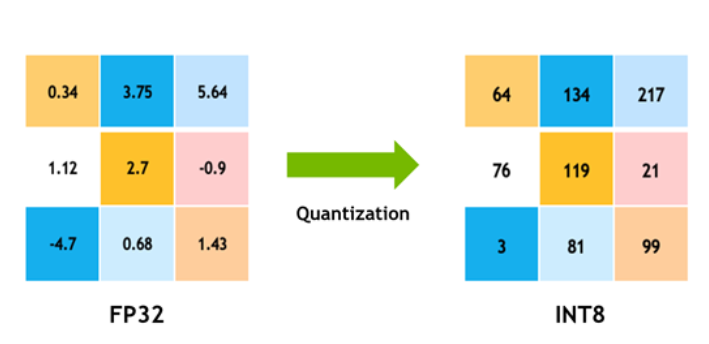 0.34 3.75 5.64 64 134 217
1.12 2.7 -0.9 76 119 21
Quantization
-4.7 0.68 1.43 3 81 99
FP32 INT8